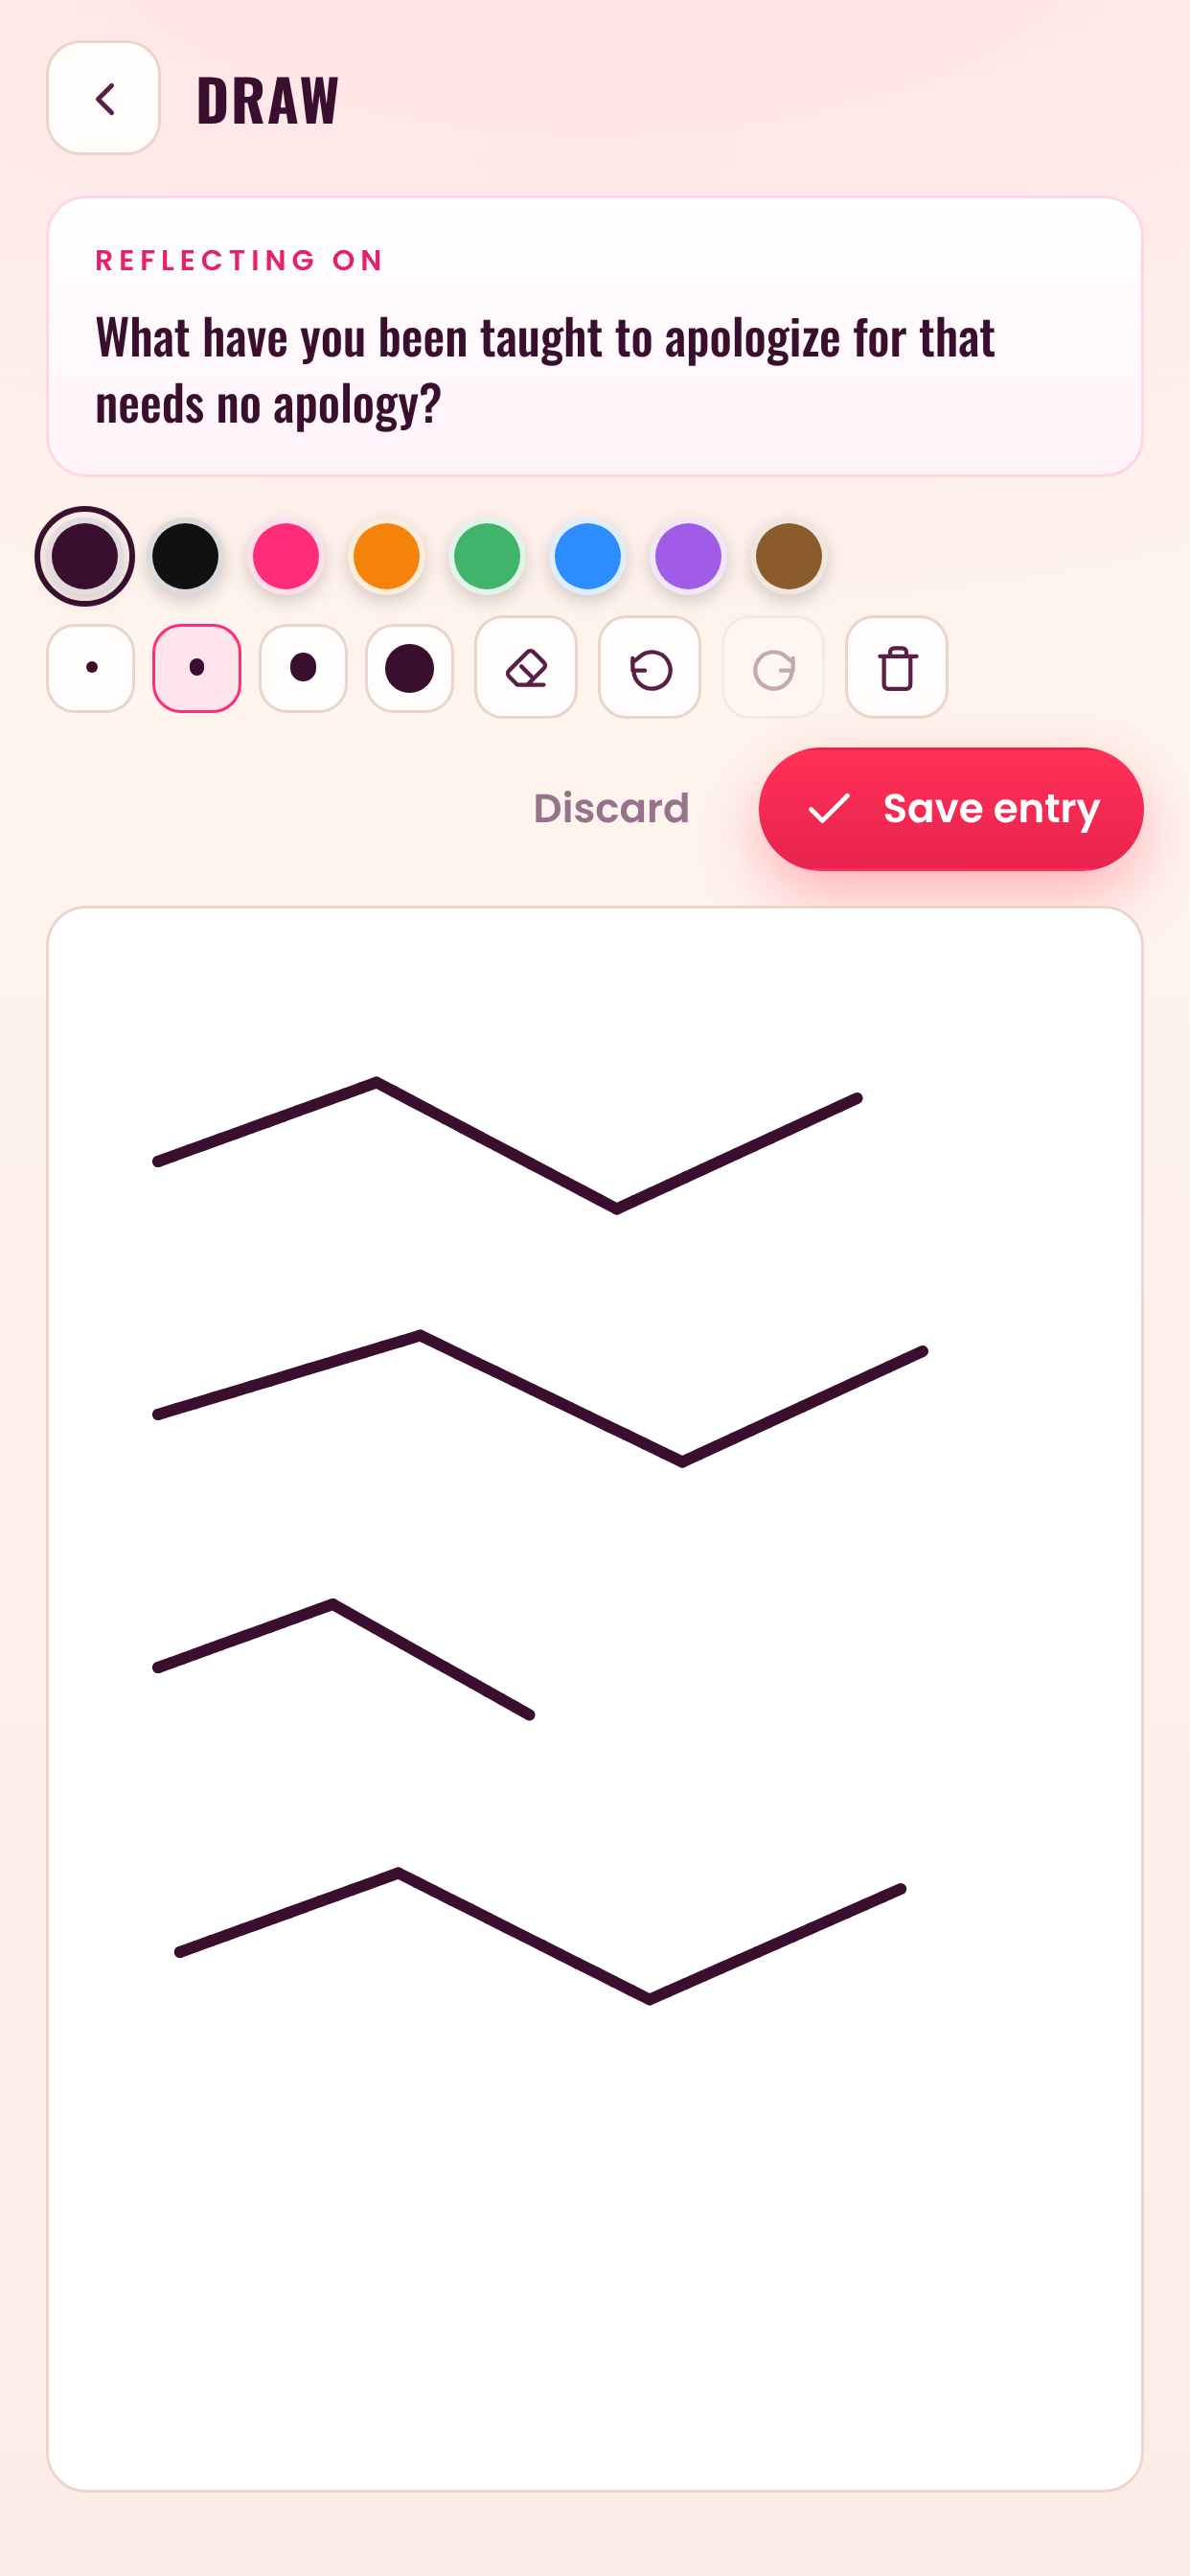 DRAW
REFLECTING ON
What have you been taught to apologize for that
needs no apology?
Discard
Save entry